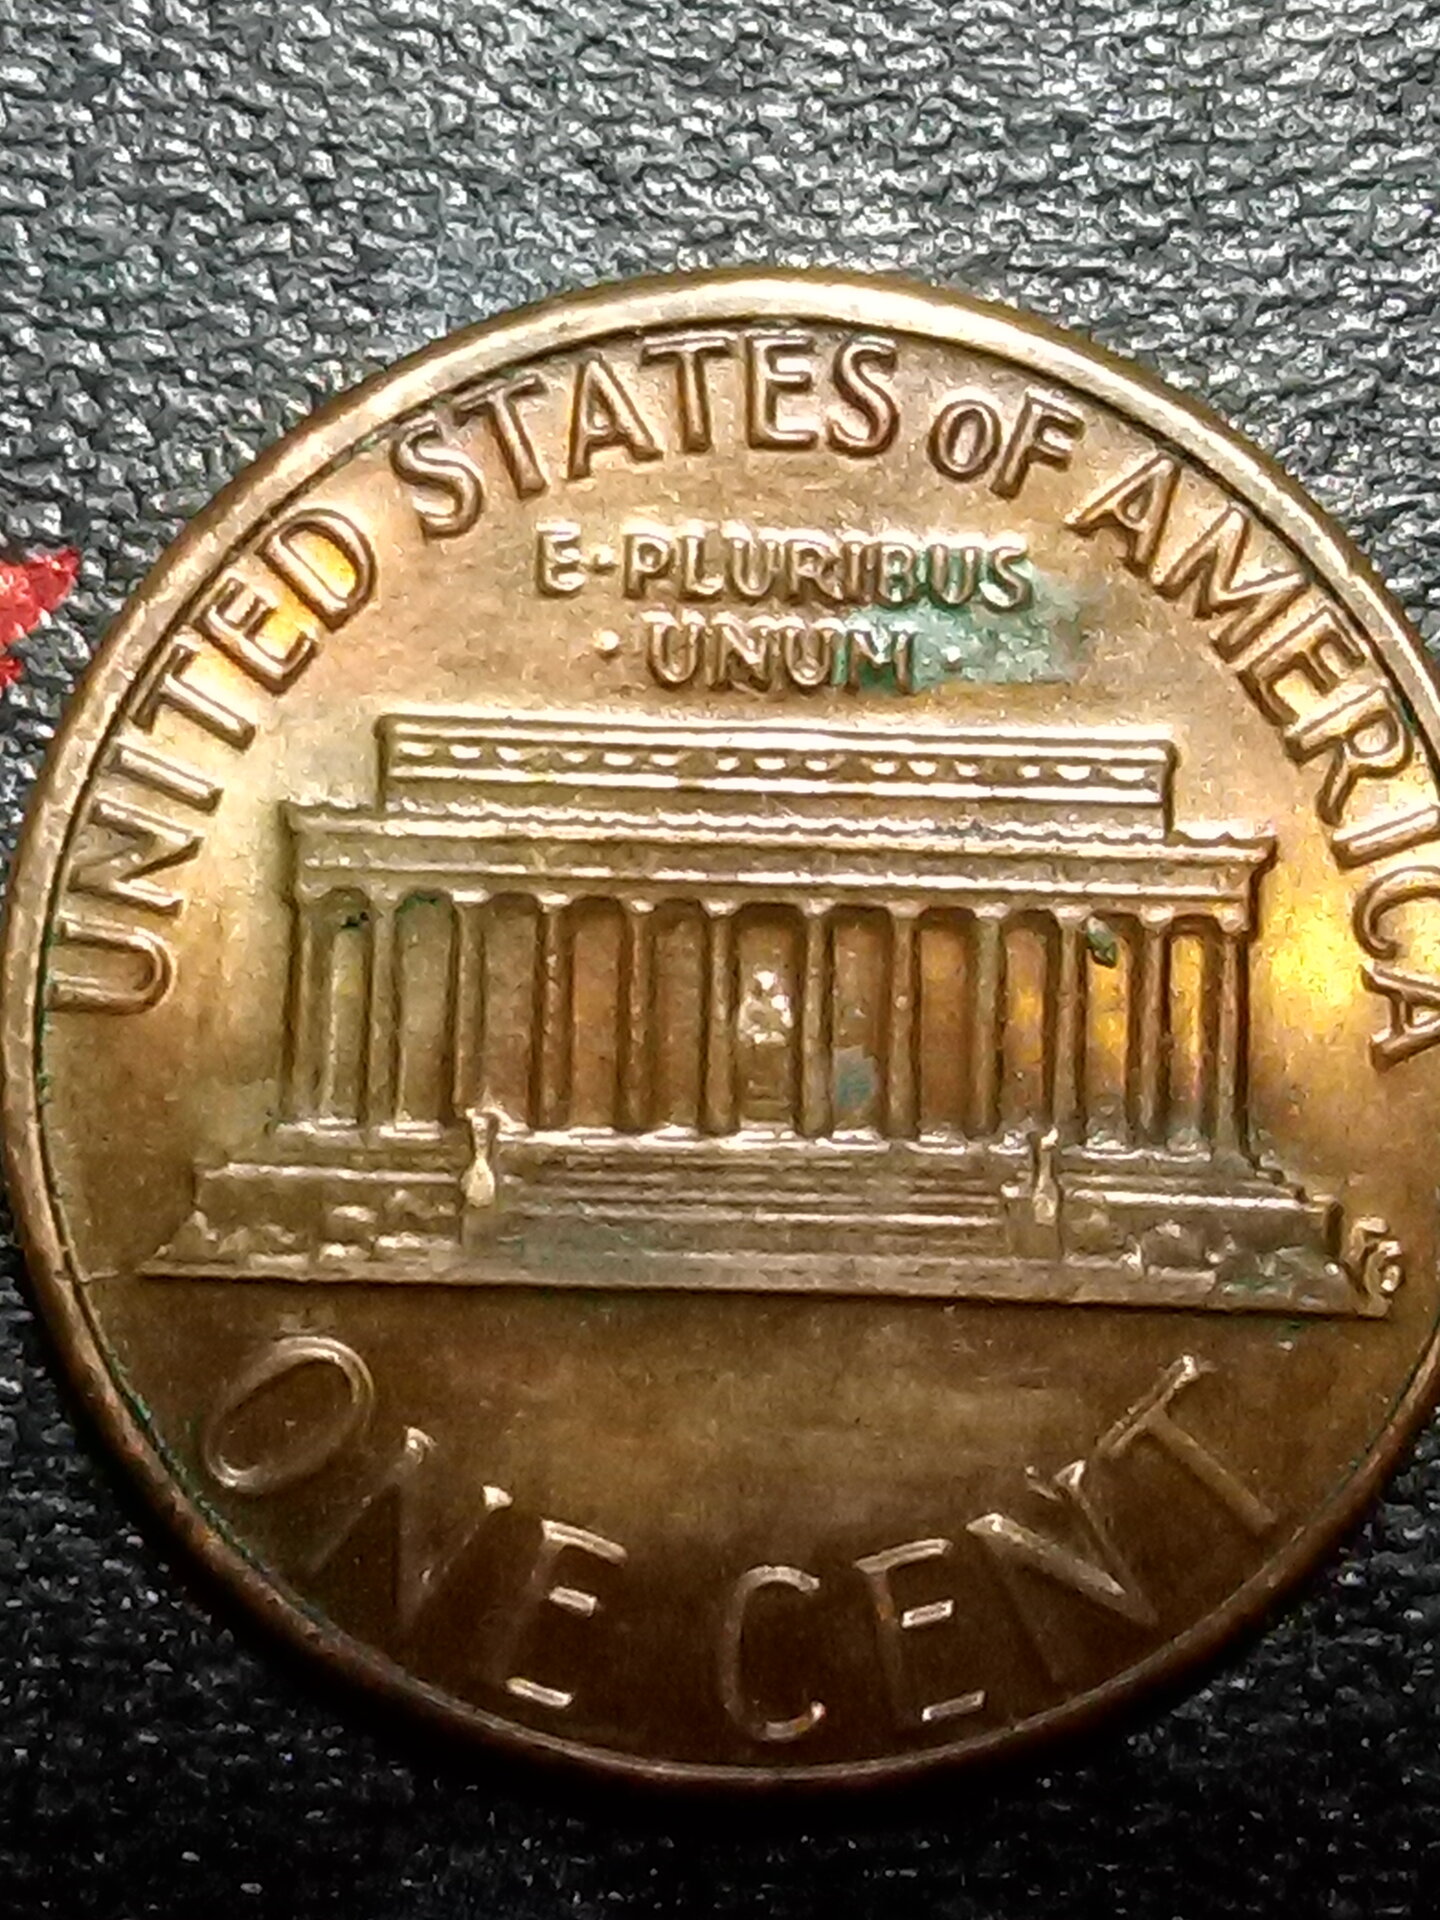 UNITED STATES OF AMERICA
E·PLURIBUS
·UNUM·
FG
ONE CENT